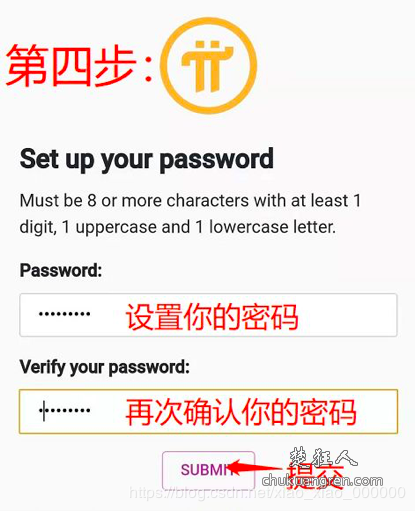 第四步：
Set up your password
Must be 8 or more characters with at least 1
digit, 1 uppercase and 1 lowercase letter.
Password:
••••••••• 设置你的密码
Verify your password:
••••••••• 再次确认你的密码
SUBMIT 提交
楚狂人
chukuangren.com
https://blog.csdn.net/xiao_xiao_000000